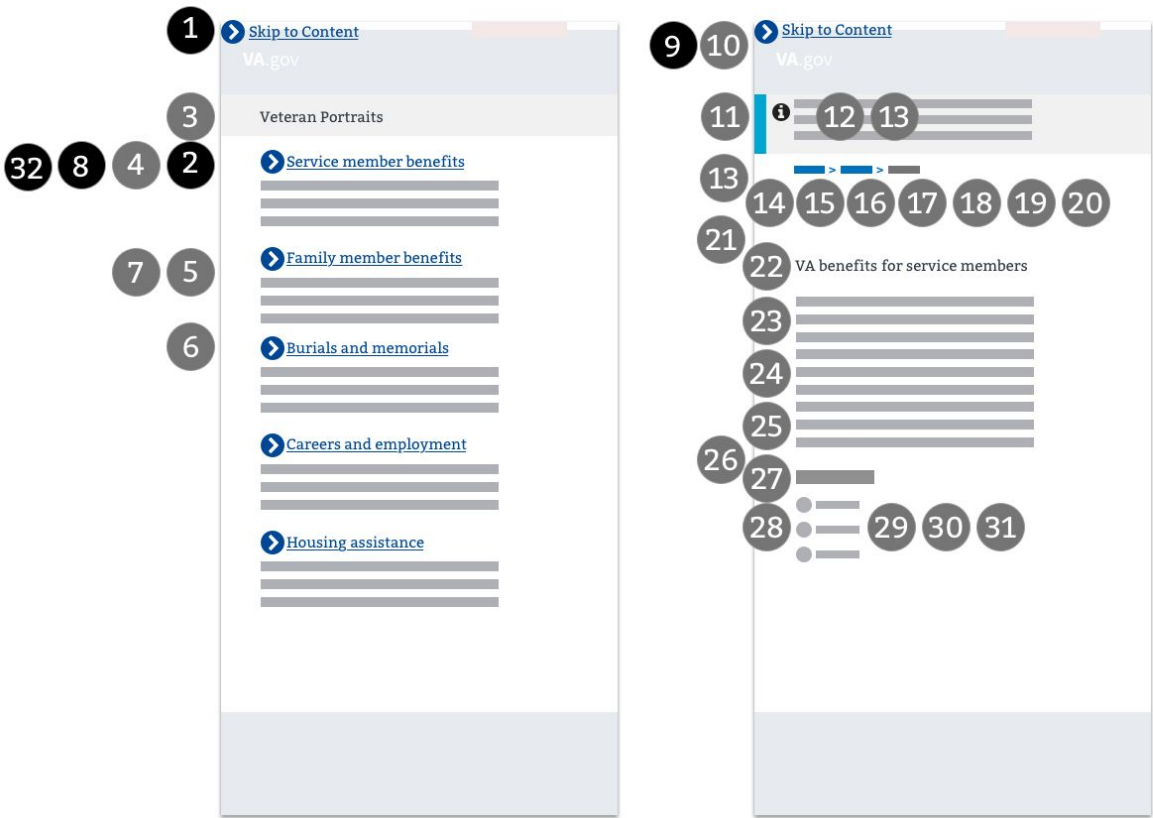 1
Skip to Content
VA.gov
3
Veteran Portraits
32 8 4 2
Service member benefits
7 5
Family member benefits
6
Burials and memorials
Careers and employment
Housing assistance
9 10
Skip to Content
VA.gov
11
12 13
13
> >
14 15 16 17 18 19 20
21
22
VA benefits for service members
23
24
25
26
27
28
29 30 31